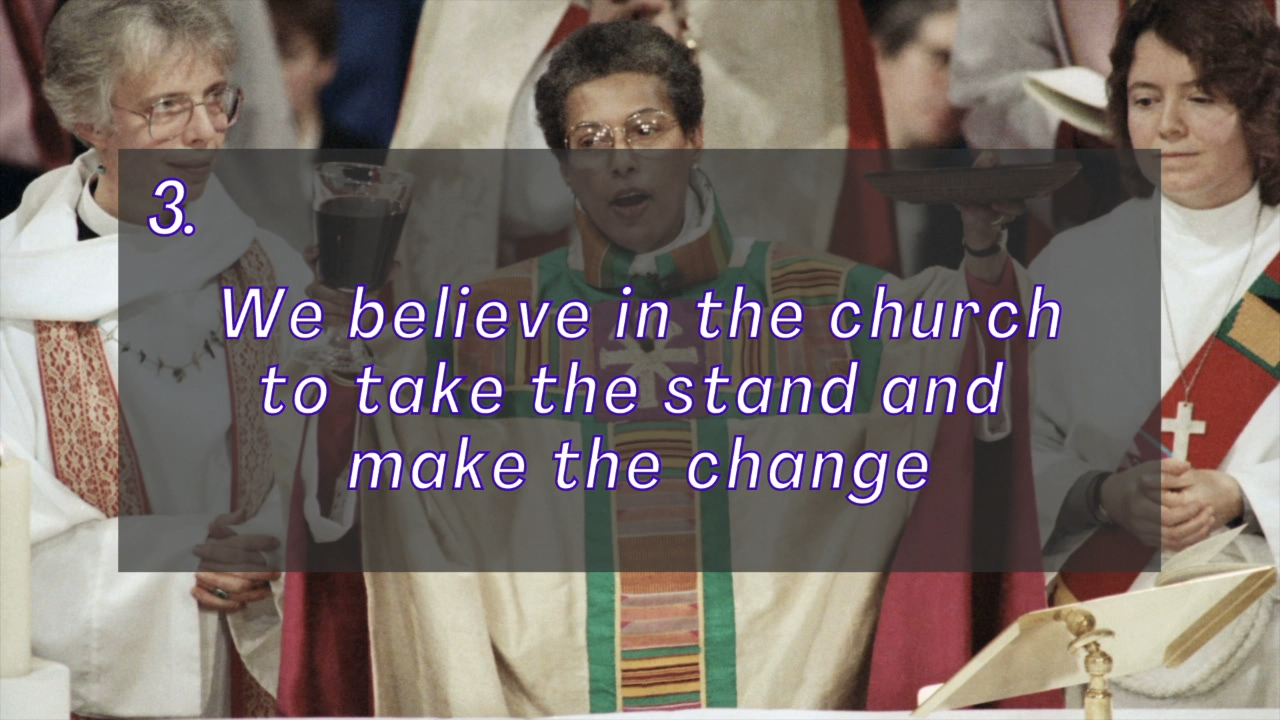 3.
We believe in the church
to take the stand and
make the change